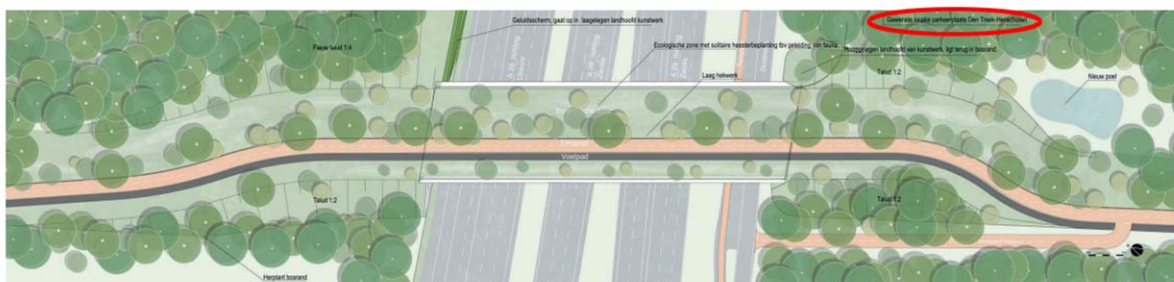 Gewenste locatie parkeerplaats Den Treek-Henschoten
Geluidsscherm, gaat op in laaggelegen landhoofd kunstwerk
Flauw talud 1:4
Ecologische zone met solitaire heesterbeplanting tbv geleiding van fauna
Hooggelegen landhoofd van kunstwerk, ligt terug in bosrand.
Talud 1:2
Laag hekwerk
Nieuw poel
Fietspad
Voetpad
Talud 1:2
Talud 1:2
Herplant bosrand